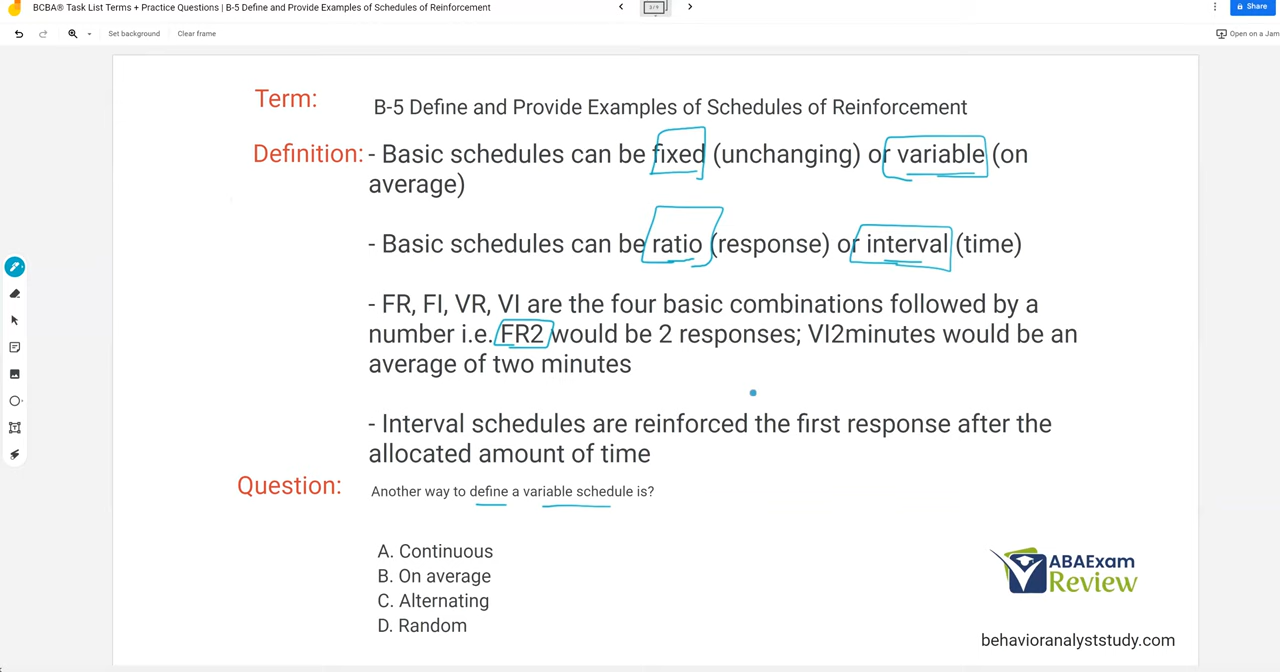 BCBA® Task List Terms + Practice Questions | B-5 Define and Provide Examples of Schedules of Reinforcement
2 / 9
Share
Set background
Clear frame
Open on a Jam
Term:
B-5 Define and Provide Examples of Schedules of Reinforcement
Definition:
- Basic schedules can be fixed (unchanging) or variable (on
average)
- Basic schedules can be ratio (response) or interval (time)
- FR, FI, VR, VI are the four basic combinations followed by a
number i.e. FR2 would be 2 responses; VI2minutes would be an
average of two minutes
- Interval schedules are reinforced the first response after the
allocated amount of time
Question:
Another way to define a variable schedule is?
A. Continuous
B. On average
C. Alternating
D. Random
ABAExam
Review
behavioranalyststudy.com